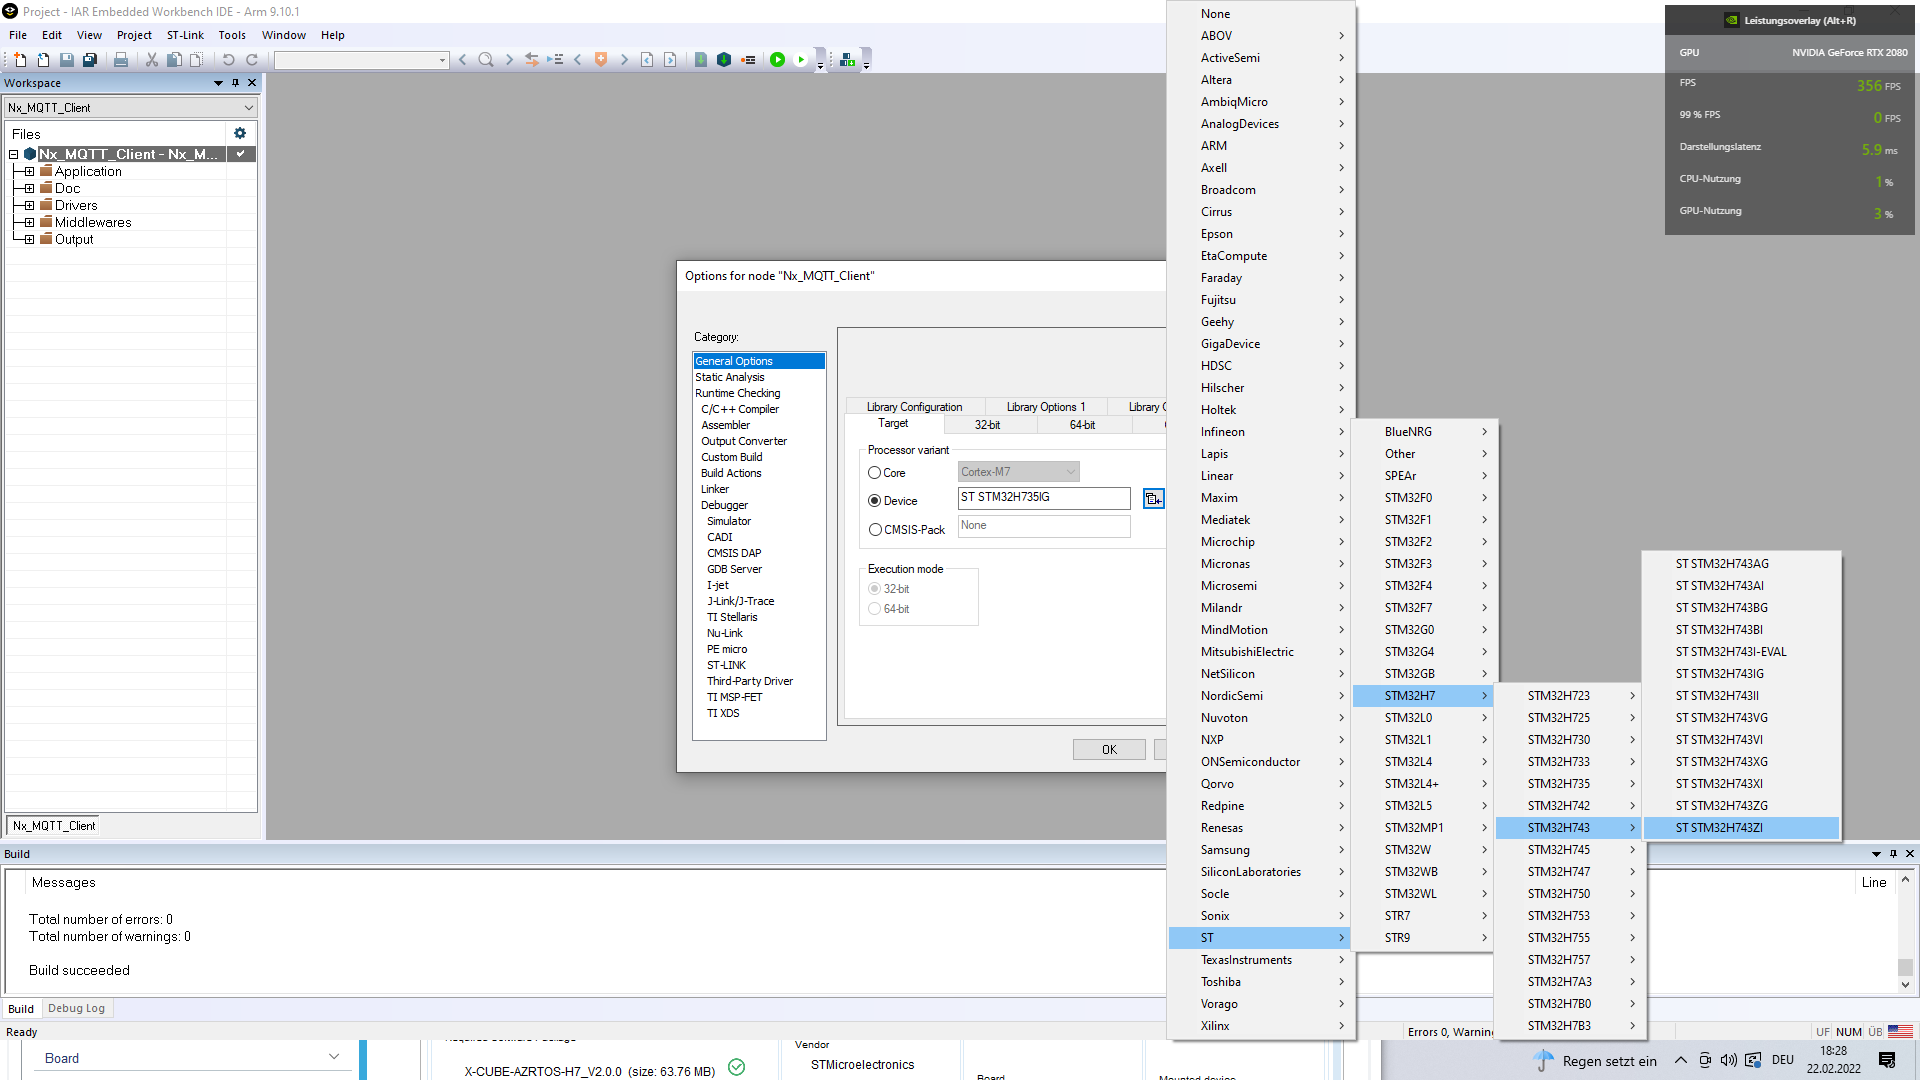 Project - IAR Embedded Workbench IDE - Arm 9.10.1
File Edit View Project ST-Link Tools Window Help
Workspace
Nx_MQTT_Client
Files
Nx_MQTT_Client - Nx_M...
Application
Doc
Drivers
Middlewares
Output
Nx_MQTT_Client
Options for node "Nx_MQTT_Client"
Category:
General Options
Static Analysis
Runtime Checking
C/C++ Compiler
Assembler
Output Converter
Custom Build
Build Actions
Linker
Debugger
Simulator
CADI
CMSIS DAP
GDB Server
I-jet
J-Link/J-Trace
TI Stellaris
Nu-Link
PE micro
ST-LINK
Third-Party Driver
TI MSP-FET
TI XDS
Library Configuration Library Options 1
Target 32-bit 64-bit
Processor variant
Core Cortex-M7
Device ST STM32H735IG
CMSIS-Pack None
Execution mode
32-bit
64-bit
OK
None
ABOV
ActiveSemi
Altera
AmbiqMicro
AnalogDevices
ARM
Axell
Broadcom
Cirrus
Epson
EtaCompute
Faraday
Fujitsu
Geehy
GigaDevice
HDSC
Hilscher
Holtek
Infineon
Lapis
Linear
Maxim
Mediatek
Microchip
Micronas
Microsemi
Milandr
MindMotion
MitsubishiElectric
NetSilicon
NordicSemi
Nuvoton
NXP
ONSemiconductor
Qorvo
Redpine
Renesas
Samsung
SiliconLaboratories
Socle
Sonix
ST
TexasInstruments
Toshiba
Vorago
Xilinx
BlueNRG
Other
SPEAr
STM32F0
STM32F1
STM32F2
STM32F3
STM32F4
STM32F7
STM32G0
STM32G4
STM32GB
STM32H7
STM32L0
STM32L1
STM32L4
STM32L4+
STM32L5
STM32MP1
STM32W
STM32WB
STM32WL
STR7
STR9
STM32H723
STM32H725
STM32H730
STM32H733
STM32H735
STM32H742
STM32H743
STM32H745
STM32H747
STM32H750
STM32H753
STM32H755
STM32H757
STM32H7A3
STM32H7B0
STM32H7B3
ST STM32H743AG
ST STM32H743AI
ST STM32H743BG
ST STM32H743BI
ST STM32H743I-EVAL
ST STM32H743IG
ST STM32H743II
ST STM32H743VG
ST STM32H743VI
ST STM32H743XG
ST STM32H743XI
ST STM32H743ZG
ST STM32H743ZI
Leistungsoverlay (Alt+R)
GPU NVIDIA GeForce RTX 2080
FPS 356 FPS
99 % FPS 0 FPS
Darstellungslatenz 5.9 ms
CPU-Nutzung 1 %
GPU-Nutzung 3 %
Build
Messages Line
Total number of errors: 0
Total number of warnings: 0
Build succeeded
Build Debug Log
Ready Errors 0, UF NUM ÜB
Board
X-CUBE-AZRTOS-H7_V2.0.0 (size: 63.76 MB)
Vendor
STMicroelectronics
Board
Mounted device
Regen setzt ein DEU 18:28
22.02.2022